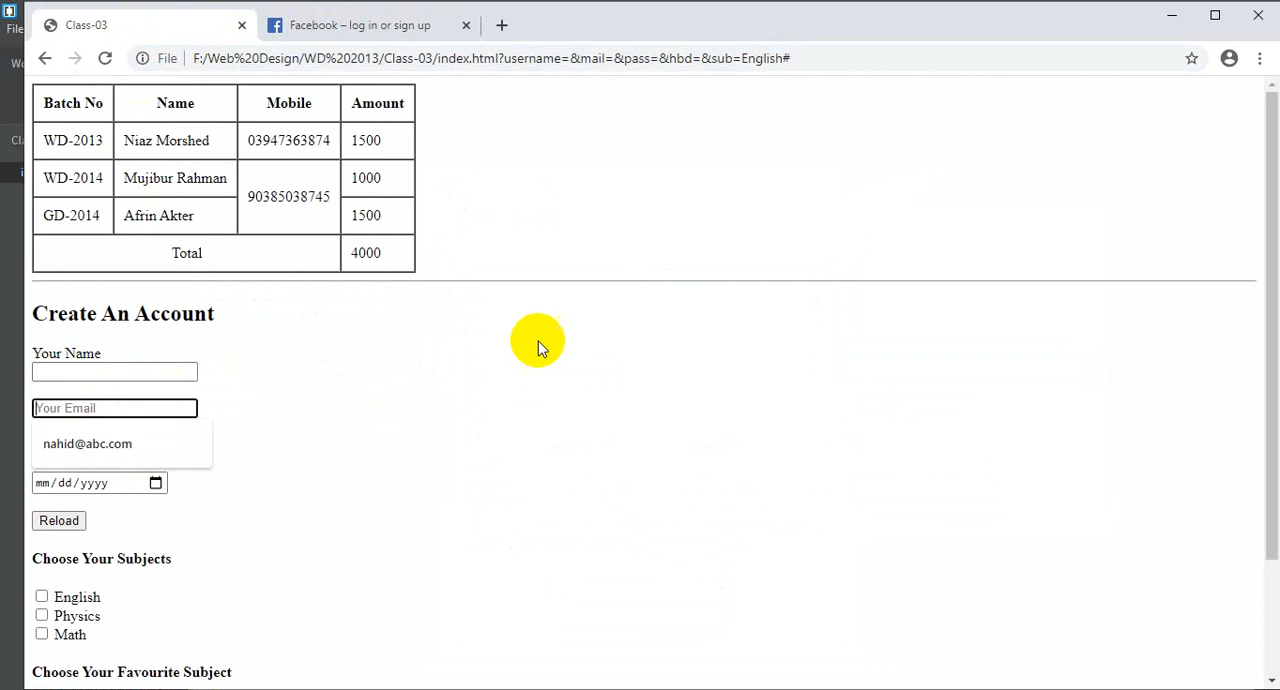 Class-03
Facebook – log in or sign up
File
File F:/Web%20Design/WD%202013/Class-03/index.html?username=&mail=&pass=&hbd=&sub=English#
Wo
Batch No Name Mobile Amount
WD-2013 Niaz Morshed 03947363874 1500
WD-2014 Mujibur Rahman 90385038745 1000
GD-2014 Afrin Akter 1500
Total 4000
Create An Account
Your Name
Your Email
nahid@abc.com
mm/dd/yyyy
Reload
Choose Your Subjects
English
Physics
Math
Choose Your Favourite Subject